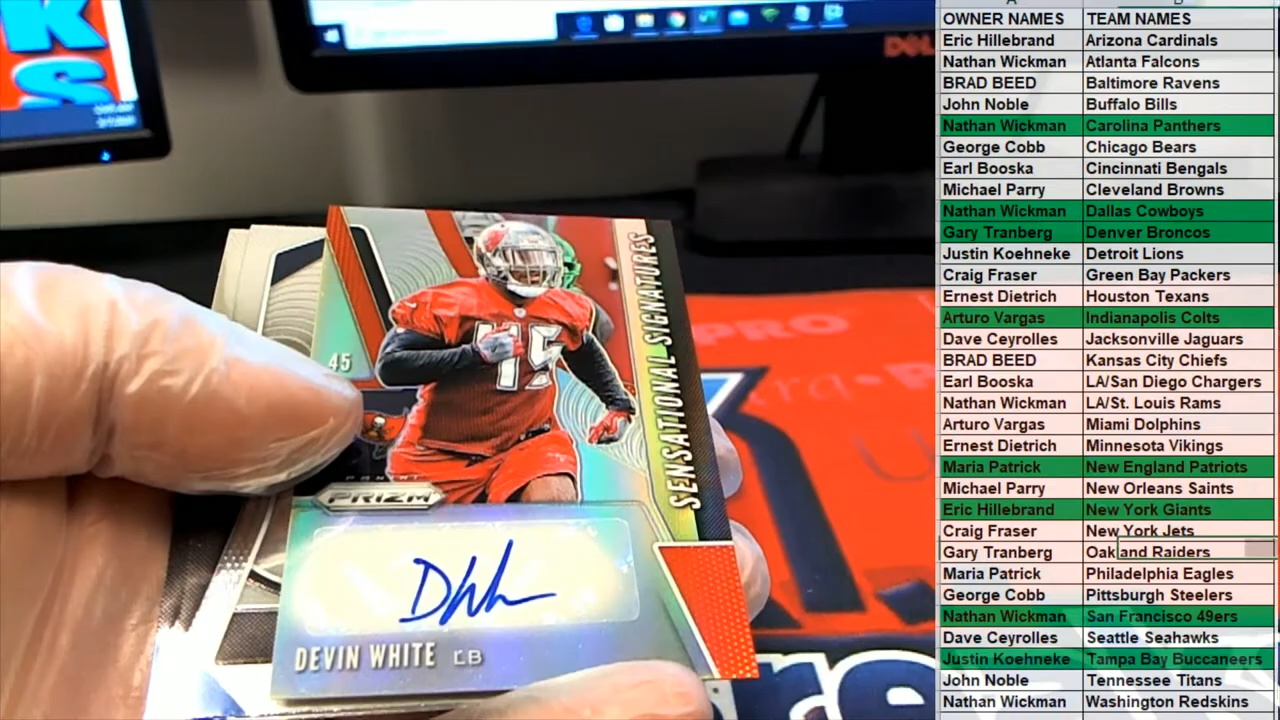 K
S
DELL
45
45
SENSATIONAL SIGNATURES
PANINI
PRIZM
DEVIN WHITE LB
PRO
OWNER NAMES TEAM NAMES
Eric Hillebrand Arizona Cardinals
Nathan Wickman Atlanta Falcons
BRAD BEED Baltimore Ravens
John Noble Buffalo Bills
Nathan Wickman Carolina Panthers
George Cobb Chicago Bears
Earl Booska Cincinnati Bengals
Michael Parry Cleveland Browns
Nathan Wickman Dallas Cowboys
Gary Tranberg Denver Broncos
Justin Koehneke Detroit Lions
Craig Fraser Green Bay Packers
Ernest Dietrich Houston Texans
Arturo Vargas Indianapolis Colts
Dave Ceyrolles Jacksonville Jaguars
BRAD BEED Kansas City Chiefs
Earl Booska LA/San Diego Chargers
Nathan Wickman LA/St. Louis Rams
Arturo Vargas Miami Dolphins
Ernest Dietrich Minnesota Vikings
Maria Patrick New England Patriots
Michael Parry New Orleans Saints
Eric Hillebrand New York Giants
Craig Fraser New York Jets
Gary Tranberg Oakland Raiders
Maria Patrick Philadelphia Eagles
George Cobb Pittsburgh Steelers
Nathan Wickman San Francisco 49ers
Dave Ceyrolles Seattle Seahawks
Justin Koehneke Tampa Bay Buccaneers
John Noble Tennessee Titans
Nathan Wickman Washington Redskins